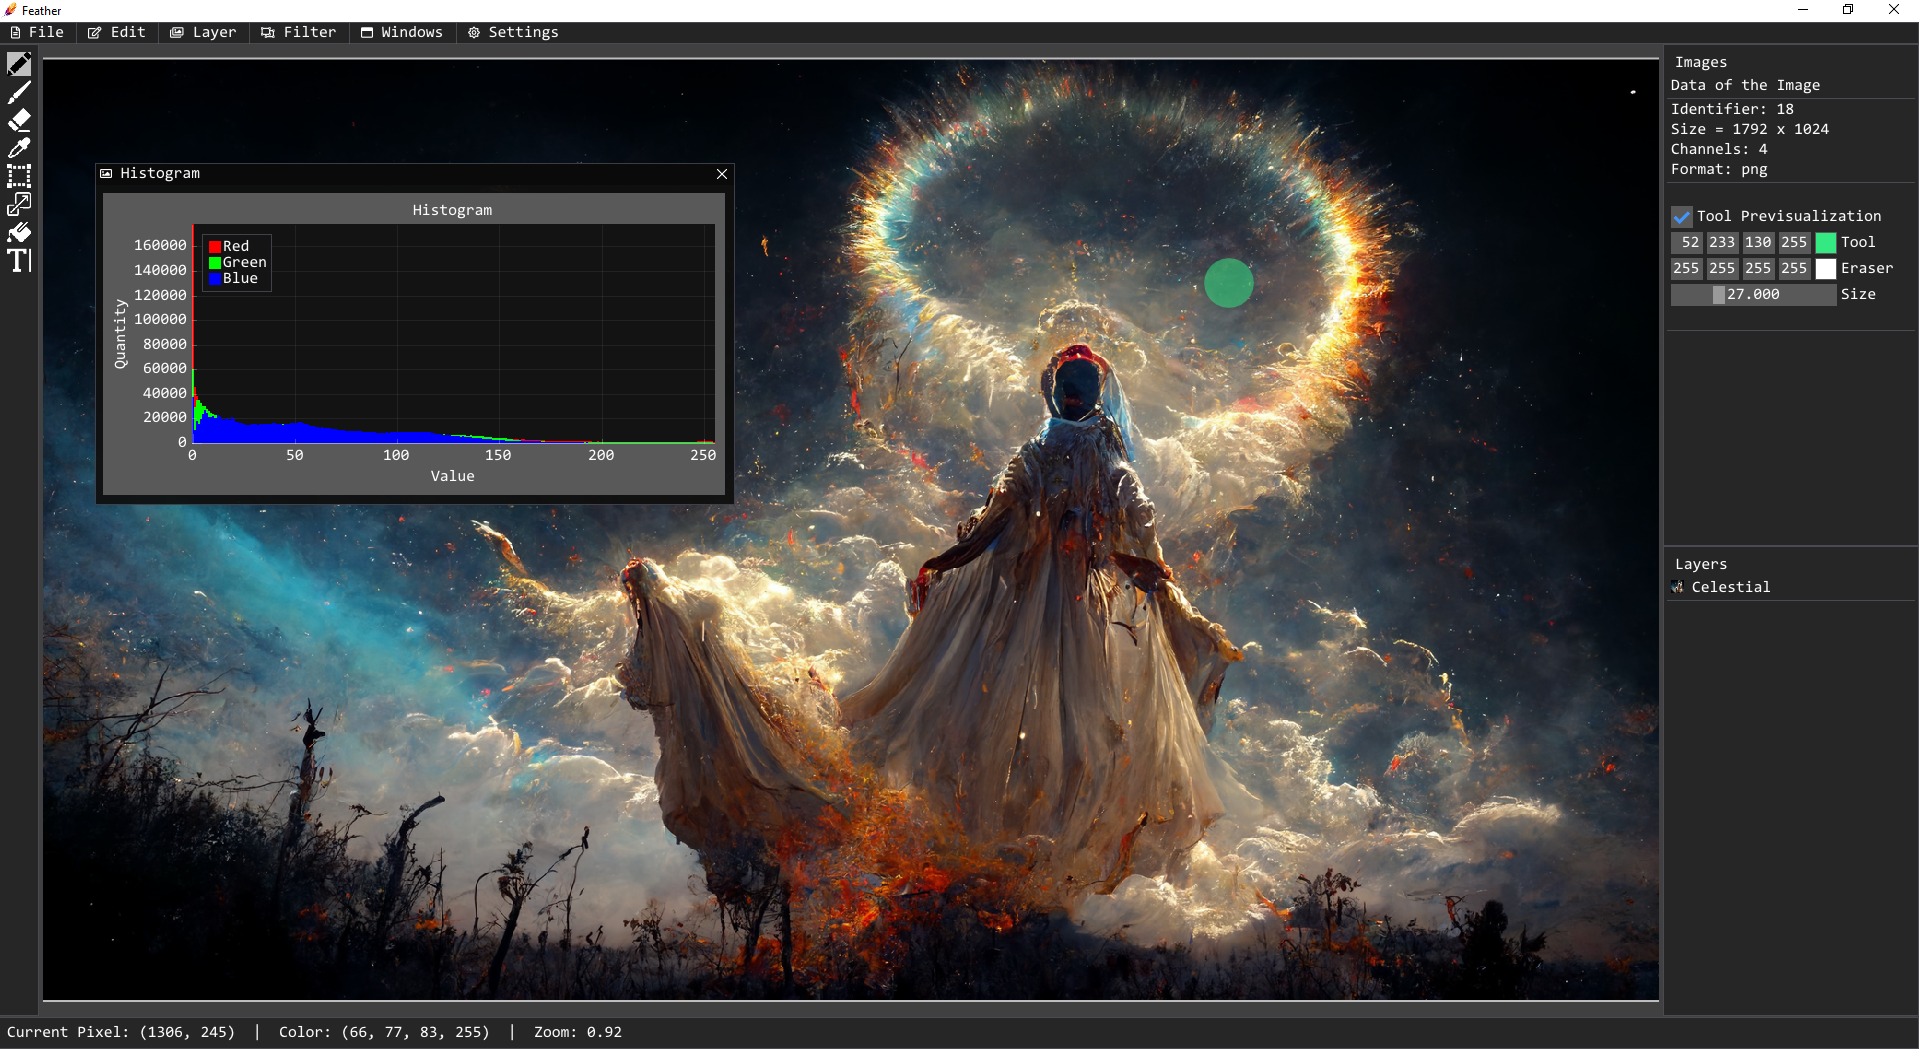 Feather
File Edit Layer Filter Windows Settings
Histogram
Histogram
Red
Green
Blue
160000
140000
120000
100000
80000
60000
40000
20000
0
Quantity
0 50 100 150 200 250
Value
T
Images
Data of the Image
Identifier: 18
Size = 1792 x 1024
Channels: 4
Format: png
Tool Previsualization
52 233 130 255 Tool
255 255 255 255 Eraser
27.000 Size
Layers
Celestial
Current Pixel: (1306, 245) | Color: (66, 77, 83, 255) | Zoom: 0.92